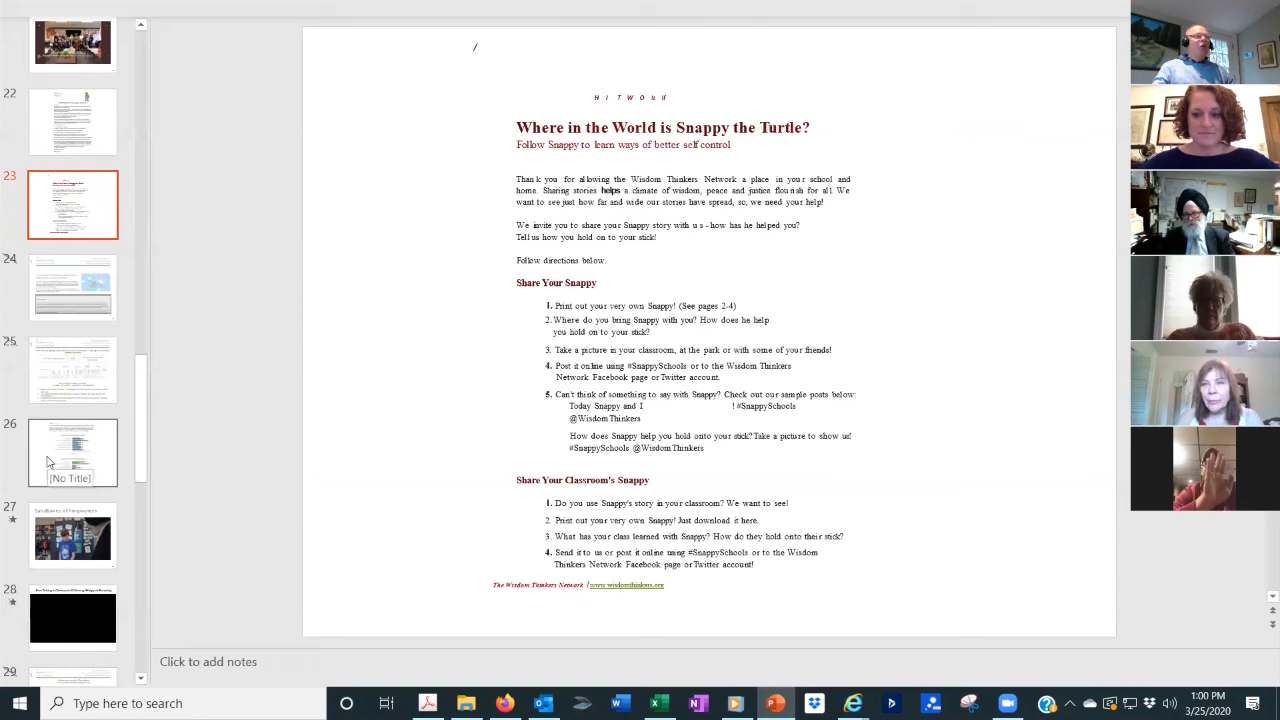 /
Where in the World is Snappy the Turtle?
Follow Snappy to learn ways of better self control
Thank you for allowing the Wisdom Thinkers Network a place in your school and
home. Sharing stories helps a climate of wisdom, peace and justice flourish for all. We
want to see just how far and wide our stories have spread, so, we need your help!
We invite you to share your Snappy story with us - how has he helped you?
Tell us how you hold on to your stick!
Follow directions below.
Share Your Snappy
1. Print out your very own Snappy! (See pages 2-4)
2. Where do you bring Snappy with you? How does he help
you hold on to your stick?
3. Take a picture in your classroom, at the park or with some of your friends!
4. Post it online using #SnappySchools or to the Wisdom Thinkers
Network Facebook page or Twitter account.
5. Can't think of something to say with Snappy? Check out our sample posts below:
Today Snappy and I ! #SnappySchools
@WisdomThinkers
How does Snappy help you hold onto your stick? Take a picture to show us!
#SnappySchools @WisdomThinkers
Share Your Classroom's Snappy
1. Do you use Snappy's story in your classroom? We want to see!
2. Print out your very own Snappy! Just download it here.
3. What has your class learned with Snappy? How do they hold onto their stick?
4. Send it to us or post it online using #SnappySchools or to the Wisdom
Thinkers Network Facebook page or Twitter account!
The Wisdom Thinkers Network / www.wisdomthinkers.org
22
23
[No Title]
27
Sandboxes of Forgiveness
28
29
Click to add notes
Type here to search
1:00 PM
3/25/2020